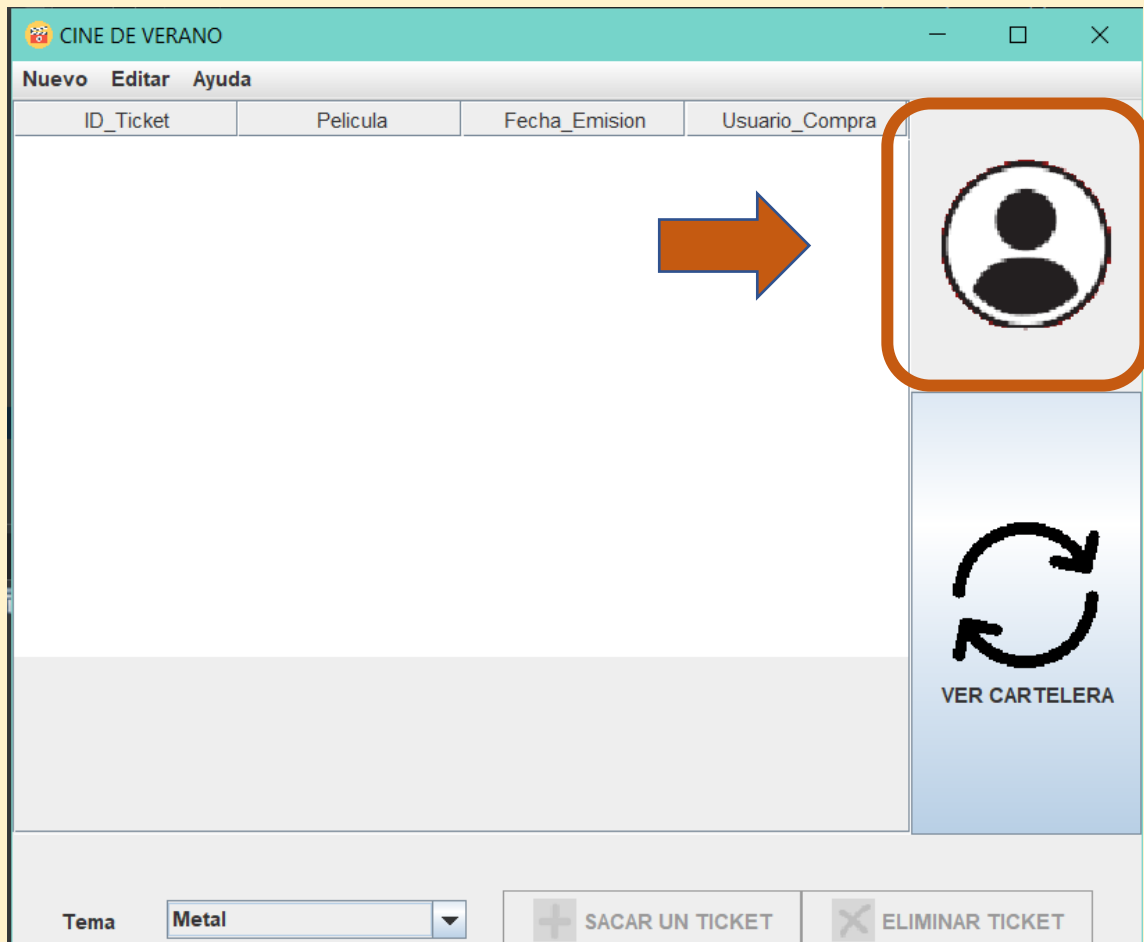 CINE DE VERANO
Nuevo Editar Ayuda
ID_Ticket Pelicula Fecha_Emision Usuario_Compra
VER CARTELERA
Tema Metal SACAR UN TICKET ELIMINAR TICKET